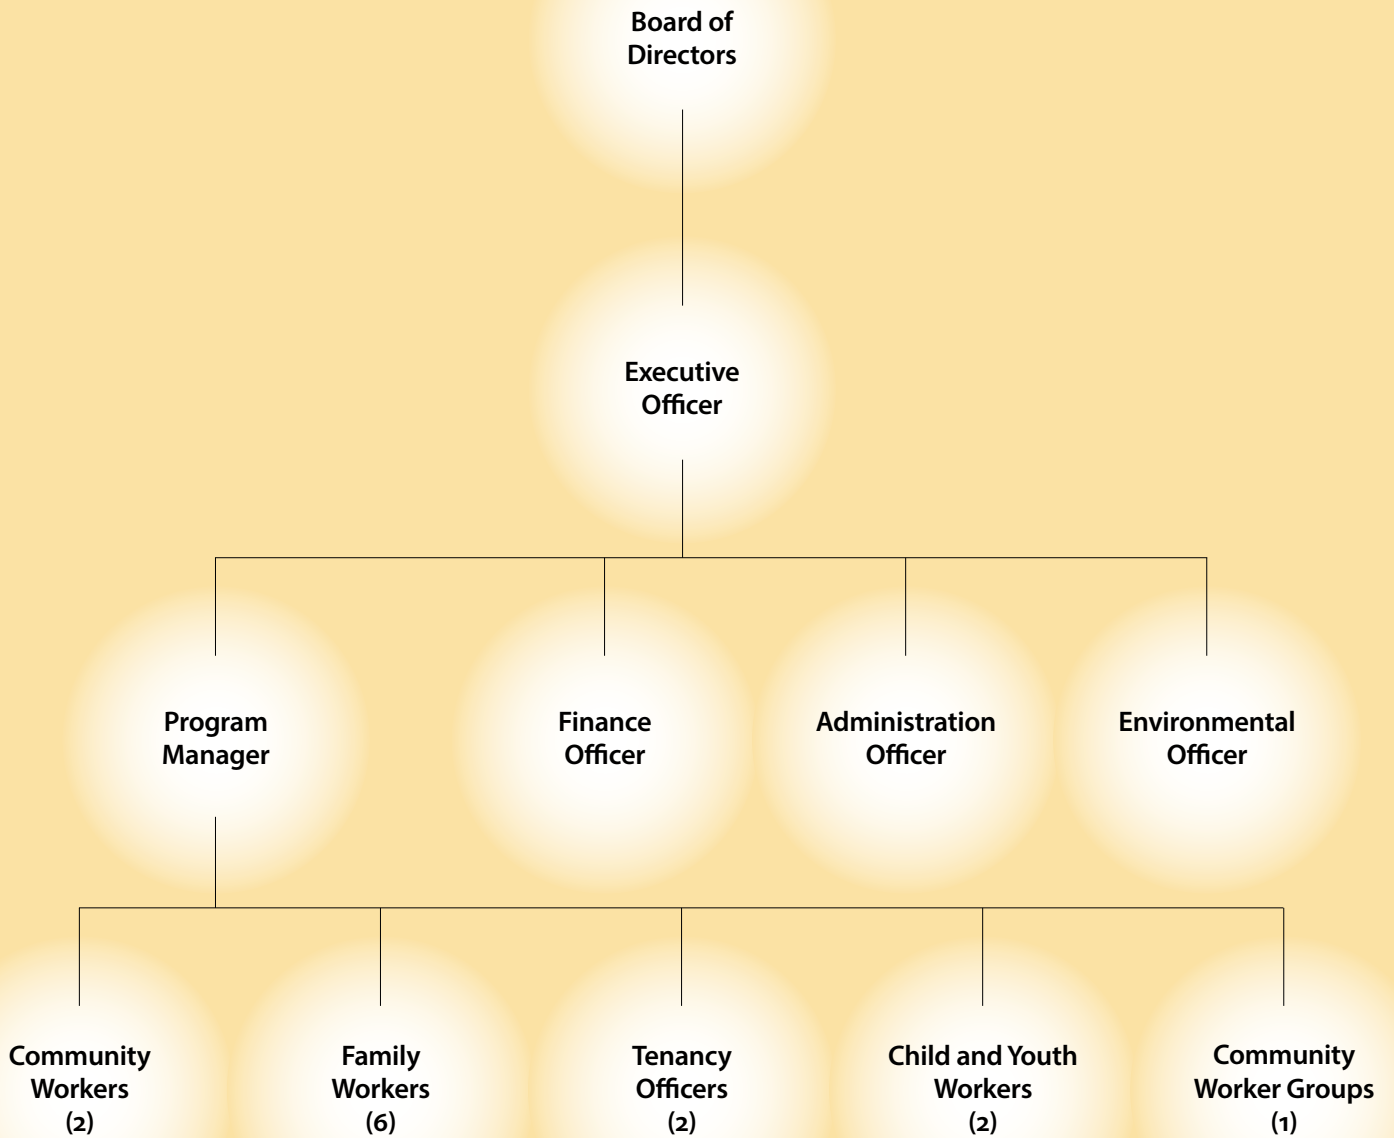 Board of
Directors
Executive
Officer
Program
Manager
Finance
Officer
Administration
Officer
Environmental
Officer
Community
Workers
(2)
Family
Workers
(6)
Tenancy
Officers
(2)
Child and Youth
Workers
(2)
Community
Worker Groups
(1)